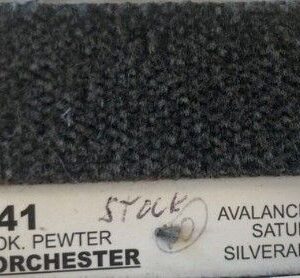 41
DK. PEWTER
ORCHESTER
STOCK
AVALANC
SATU
SILVERA